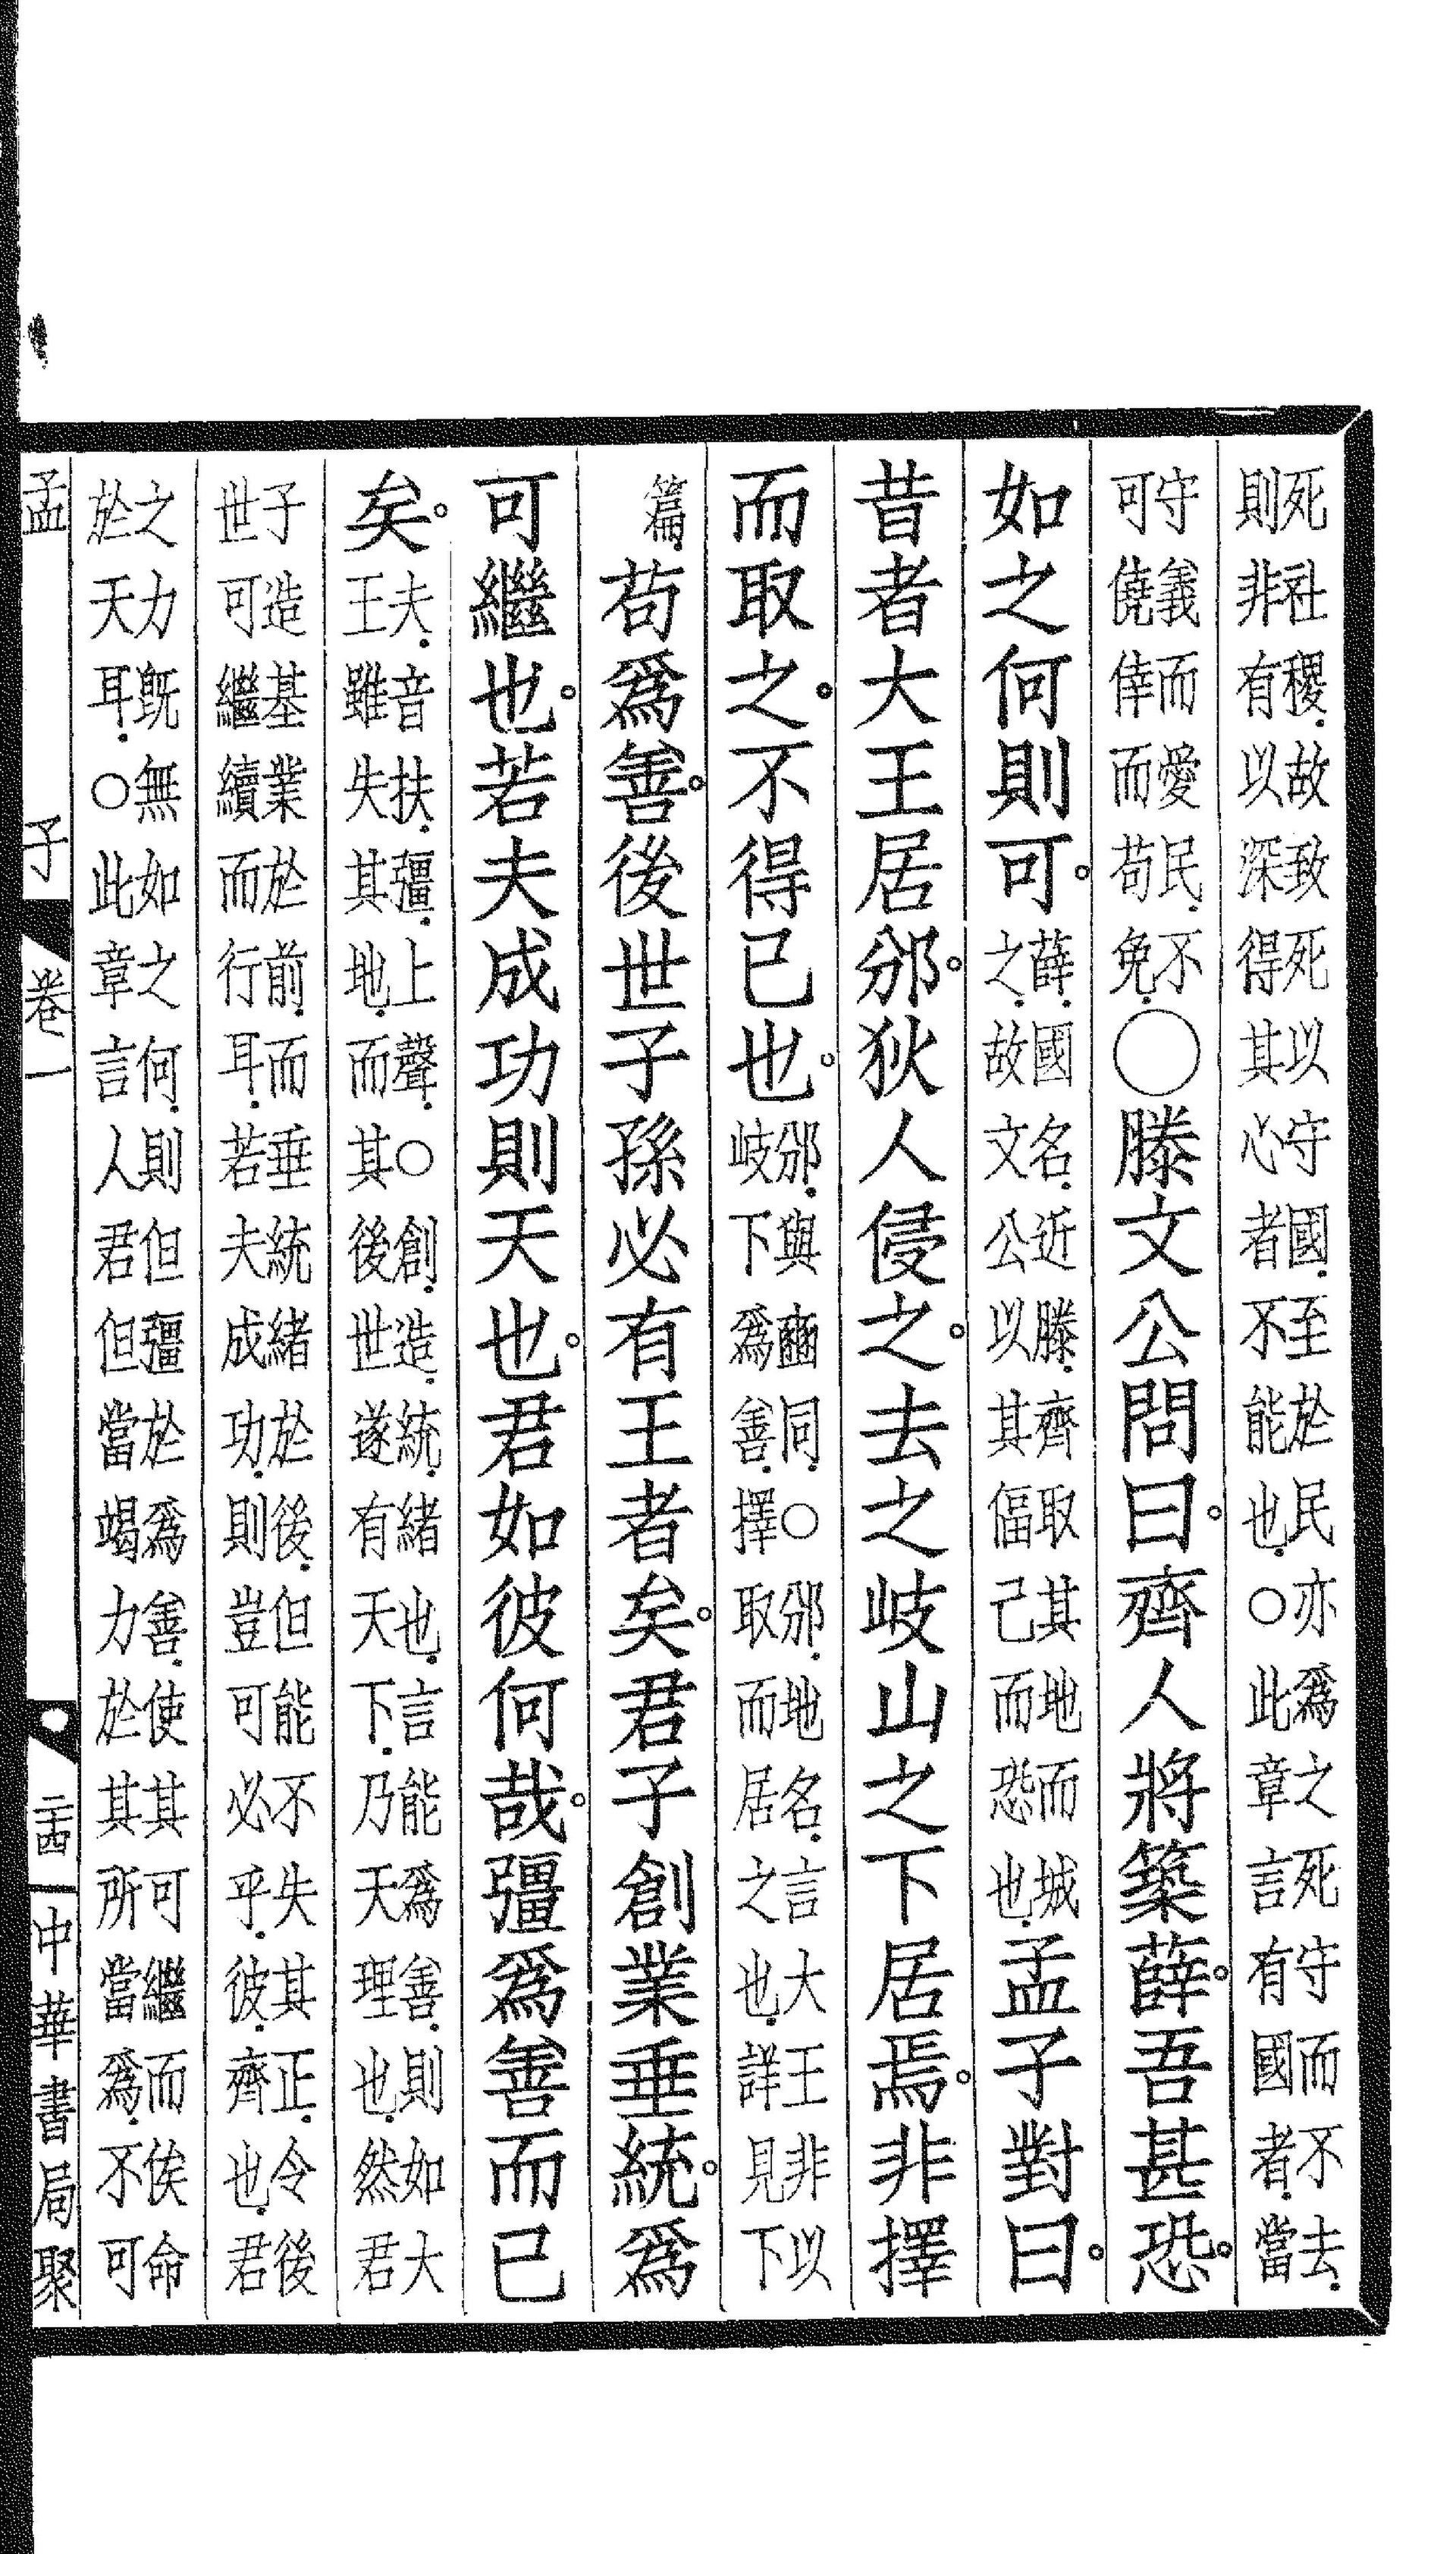 死社稷.故致死以守國.至於民亦爲之死守而不去.
則非有以深得其心者不能也.○此章言有國者.當
守義而愛民.不
可僥倖而苟免.
○滕文公問曰。齊人將築薛。吾甚恐。
如之何則可。
薛.國名.近滕.齊取其地而城
之.故文公以其偪己而恐也.
孟子對曰。
昔者大王居邠。狄人侵之。去之岐山之下居焉。非擇
而取之。不得已也。
邠.與豳同.○邠.地名.言大王非以
岐下爲善.擇取而居之也.詳見下
篇.
苟爲善。後世子孫必有王者矣。君子創業垂統。爲
可繼也。若夫成功則天也。君如彼何哉。彊爲善而已
矣。
夫.音扶.彊.上聲.○創.造.統.緒也.言能爲善.則如大
王雖失其地.而其後世遂有天下.乃天理也.然君
子造基業於前.而垂統緒於後.但能不失其正.令後
世可繼續而行耳.若夫成功.則豈可必乎.彼.齊也.君
之力既無如之何.則但彊於爲善.使其可繼而俟命
於天耳.○此章言人君但當竭力於其所當爲.不可
孟 子 卷一 二十四 中華書局聚